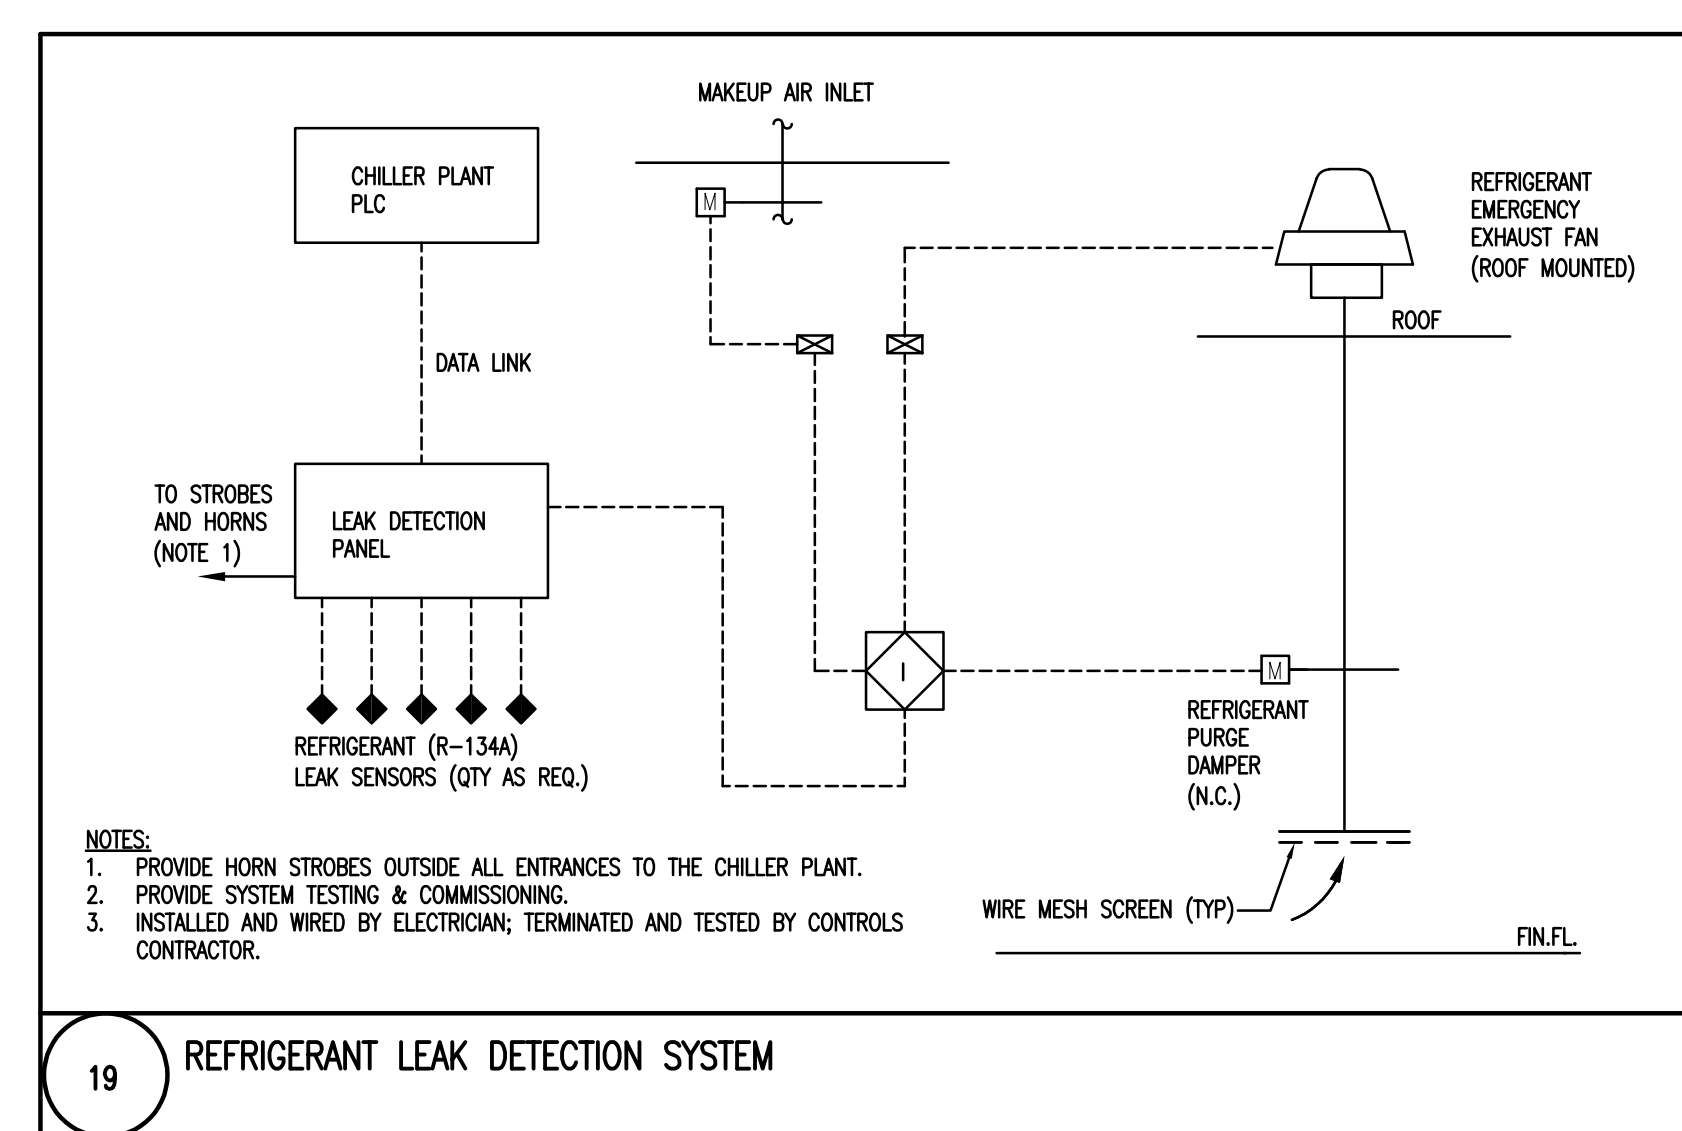 MAKEUP AIR INLET
CHILLER PLANT
PLC
M
REFRIGERANT
EMERGENCY
EXHAUST FAN
(ROOF MOUNTED)
ROOF
DATA LINK
TO STROBES
AND HORNS
(NOTE 1)
LEAK DETECTION
PANEL
I
M
REFRIGERANT
PURGE
DAMPER
(N.C.)
REFRIGERANT (R-134A)
LEAK SENSORS (QTY AS REQ.)
NOTES:
1. PROVIDE HORN STROBES OUTSIDE ALL ENTRANCES TO THE CHILLER PLANT.
2. PROVIDE SYSTEM TESTING & COMMISSIONING.
3. INSTALLED AND WIRED BY ELECTRICIAN; TERMINATED AND TESTED BY CONTROLS
CONTRACTOR.
WIRE MESH SCREEN (TYP)
FIN.FL.
19
REFRIGERANT LEAK DETECTION SYSTEM